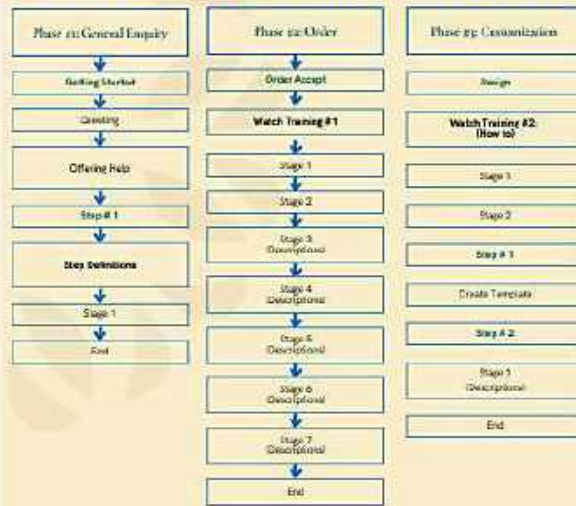 Phase #1: General Enquiry
Getting Started
Greeting
Offering Help
Step # 1
Step Definitions
Stage 1
End
Phase #2: Order
Order Accept
Watch Training #1
Stage 1
Stage 2
Stage 3
(Descriptions)
Stage 4
(Descriptions)
Stage 5
(Descriptions)
Stage 6
(Descriptions)
Stage 7
(Descriptions)
End
Phase #3: Customization
Design
Watch Training #2:
(How to)
Stage 1
Stage 2
Step # 1
Create Template
Step # 2
Stage 1
(Descriptions)
End